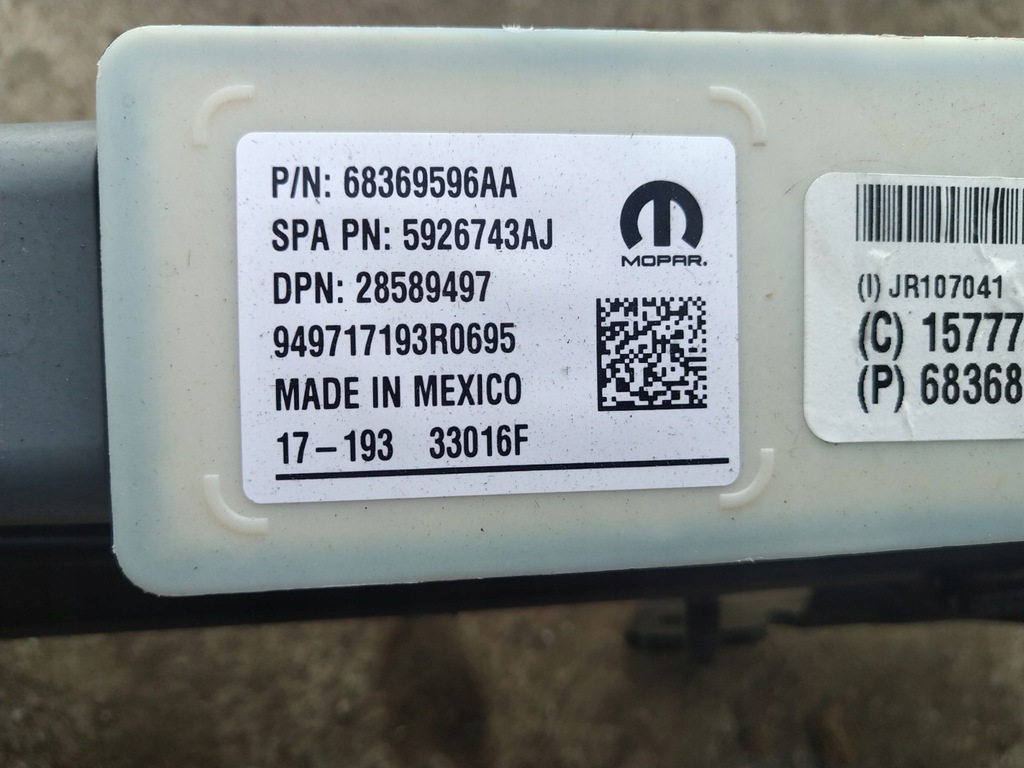 P/N: 68369596AA
SPA PN: 5926743AJ
DPN: 28589497
949717193R0695
MADE IN MEXICO
17-193 33016F
MOPAR.
(I) JR107041
(C) 15777
(P) 68368